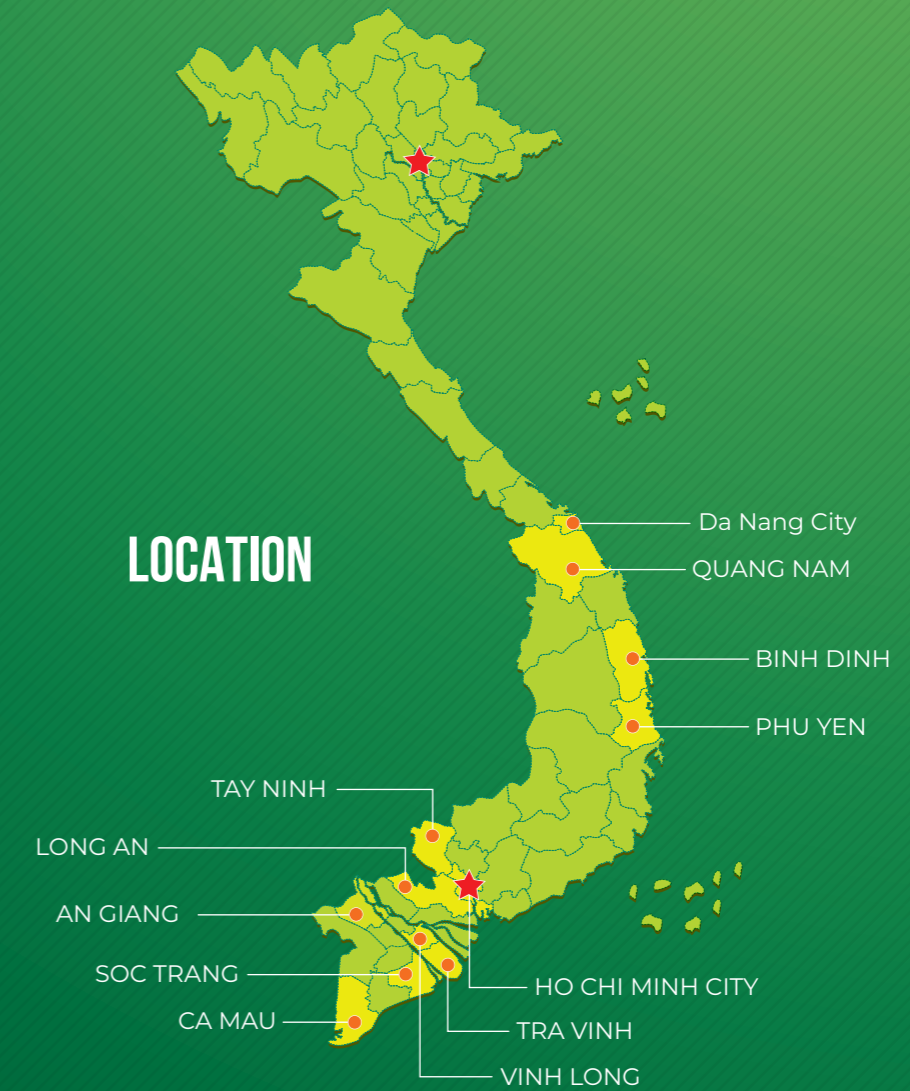 LOCATION
Da Nang City
QUANG NAM
BINH DINH
PHU YEN
TAY NINH
LONG AN
AN GIANG
SOC TRANG
CA MAU
HO CHI MINH CITY
TRA VINH
VINH LONG